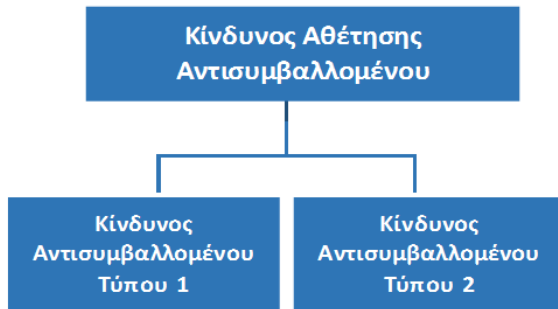 Κίνδυνος Αθέτησης
Αντισυμβαλλομένου
Κίνδυνος
Αντισυμβαλλομένου
Τύπου 1
Κίνδυνος
Αντισυμβαλλομένου
Τύπου 2